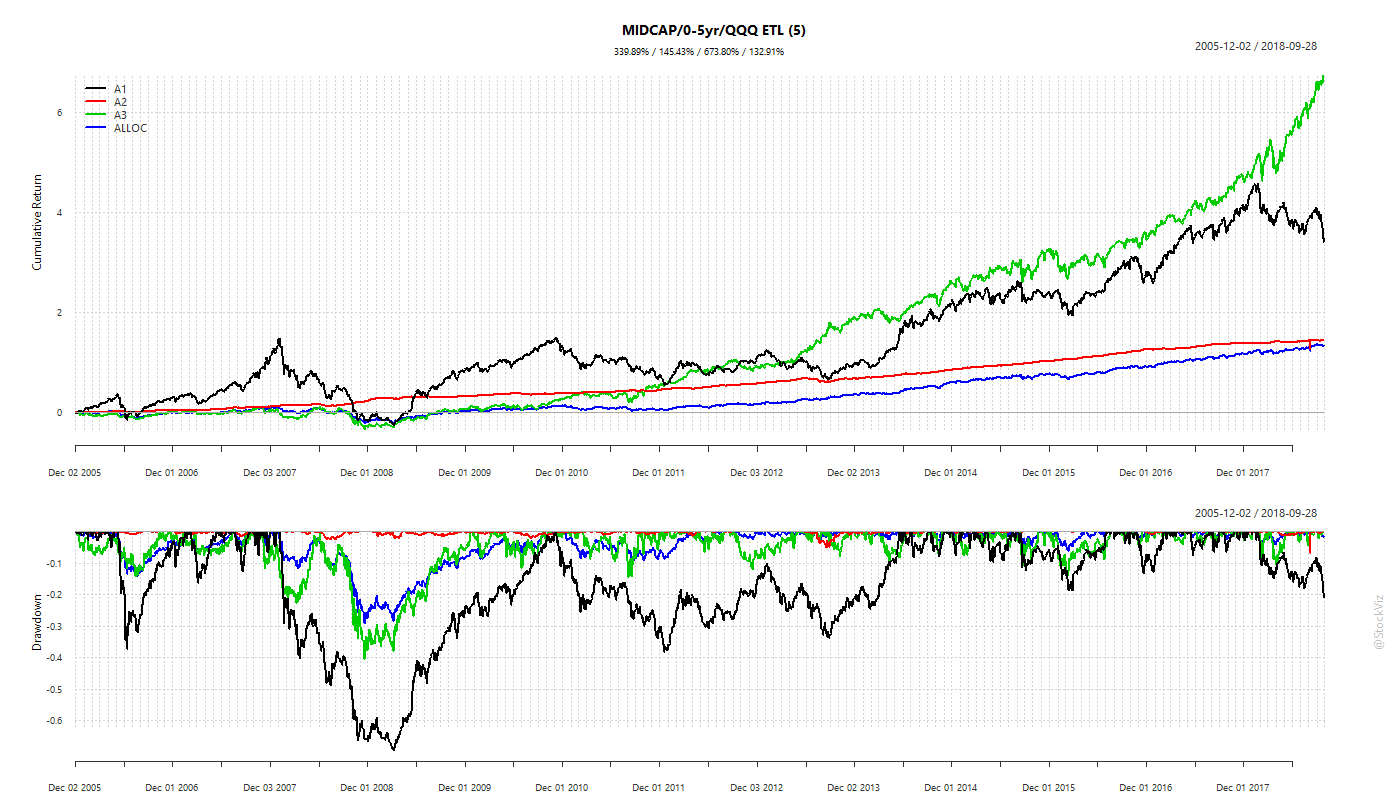 MIDCAP/0-5yr/QQQ ETL (5)
339.89% / 145.43% / 673.80% / 132.91%
2005-12-02 / 2018-09-28
A1
A2
A3
ALLOC
Cumulative Return
6
4
2
0
Dec 02 2005 Dec 01 2006 Dec 03 2007 Dec 01 2008 Dec 01 2009 Dec 01 2010 Dec 01 2011 Dec 03 2012 Dec 02 2013 Dec 01 2014 Dec 01 2015 Dec 01 2016 Dec 01 2017
2005-12-02 / 2018-09-28
Drawdown
-0.1
-0.2
-0.3
-0.4
-0.5
-0.6
Dec 02 2005 Dec 01 2006 Dec 03 2007 Dec 01 2008 Dec 01 2009 Dec 01 2010 Dec 01 2011 Dec 03 2012 Dec 02 2013 Dec 01 2014 Dec 01 2015 Dec 01 2016 Dec 01 2017
@StockViz